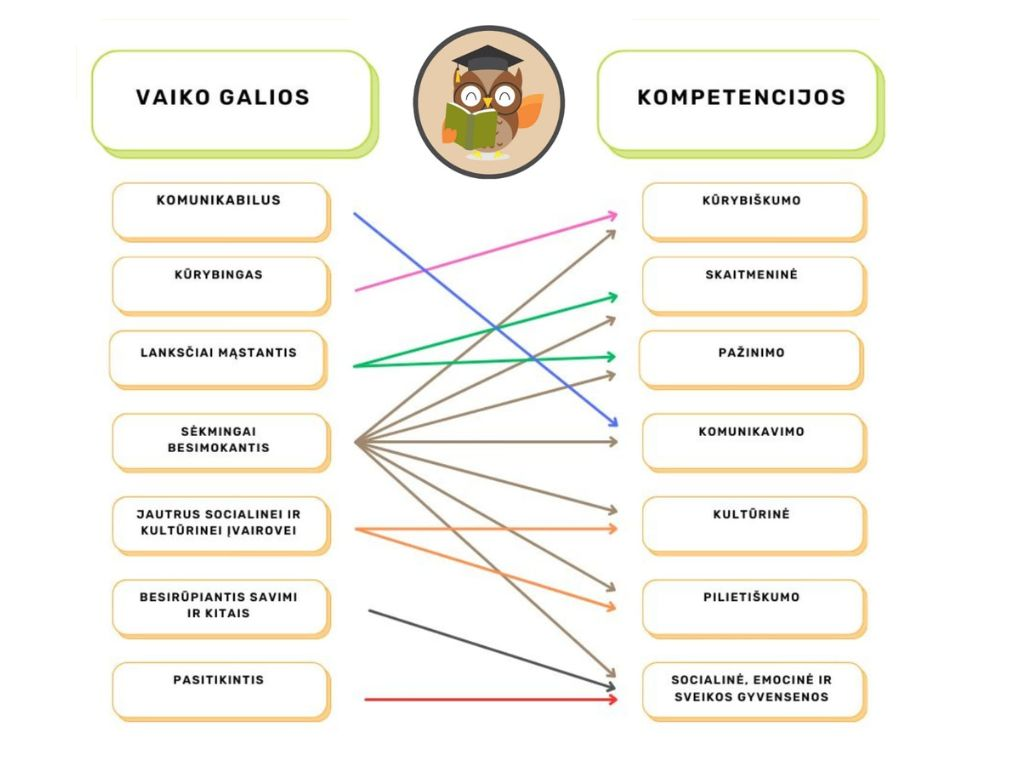 VAIKO GALIOS
KOMPETENCIJOS
KOMUNIKABILUS
KŪRYBIŠKUMO
KŪRYBINGAS
SKAITMENINĖ
LANKSČIAI MĄSTANTIS
PAŽINIMO
SĖKMINGAI
BESIMOKANTIS
KOMUNIKAVIMO
JAUTRUS SOCIALINEI IR
KULTŪRINEI ĮVAIROVEI
KULTŪRINĖ
BESIRŪPIANTIS SAVIMI
IR KITAIS
PILIETIŠKUMO
PASITIKINTIS
SOCIALINĖ, EMOCINĖ IR
SVEIKOS GYVENSENOS